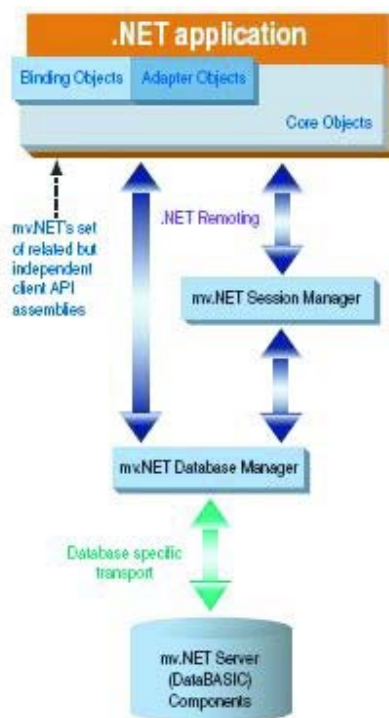 .NET application
Binding Objects
Adapter Objects
Core Objects
mv.NET's set
of related but
independent
client API
assemblies
.NET Remoting
mv.NET Session Manager
mv.NET Database Manager
Database specific
transport
mv.NET Server
(DataBASIC)
Components